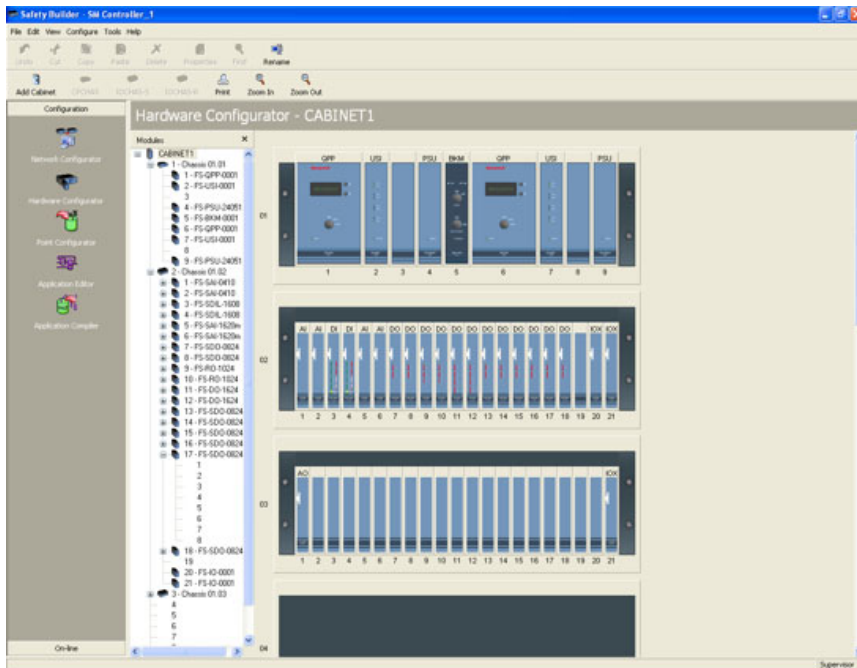 Safety Builder - SM Controller_1
File Edit View Configure Tools Help
Undo Cut Copy Paste Delete Properties Find Rename
Add Cabinet CPCHAS IOCHAS-S IOCHAS-R Print Zoom In Zoom Out
Configuration
Network Configurator
Hardware Configurator
Point Configurator
Application Editor
Application Compiler
On-line
Hardware Configurator - CABINET1
Modules ×
CABINET1
1 - Chassis 01.01
1 - FS-QPP-0001
2 - FS-USI-0001
3
4 - FS-PSU-24051
5 - FS-BKM-0001
6 - FS-QPP-0001
7 - FS-USI-0001
8
9 - FS-PSU-24051
2 - Chassis 01.02
1 - FS-SAI-0410
2 - FS-SAI-0410
3 - FS-SDIL-1608
4 - FS-SDIL-1608
5 - FS-SAI-1620m
6 - FS-SAI-1620m
7 - FS-SDO-0824
8 - FS-SDO-0824
9 - FS-RO-1024
10 - FS-RO-1024
11 - FS-DO-1624
12 - FS-DO-1624
13 - FS-SDO-0824
14 - FS-SDO-0824
15 - FS-SDO-0824
16 - FS-SDO-0824
17 - FS-SDO-0824
1
2
3
4
5
6
7
8
18 - FS-SDO-0824
19
20 - FS-IO-0001
21 - FS-IO-0001
3 - Chassis 01.03
4
5
6
7
01
QPP USI PSU BKM QPP USI PSU
1 2 3 4 5 6 7 8 9
02
AI AI DI DI AI AI DO DO DO DO DO DO DO DO DO DO DO DO IOX IOX
1 2 3 4 5 6 7 8 9 10 11 12 13 14 15 16 17 18 19 20 21
03
AO IOX
1 2 3 4 5 6 7 8 9 10 11 12 13 14 15 16 17 18 19 20 21
04
Supervisor